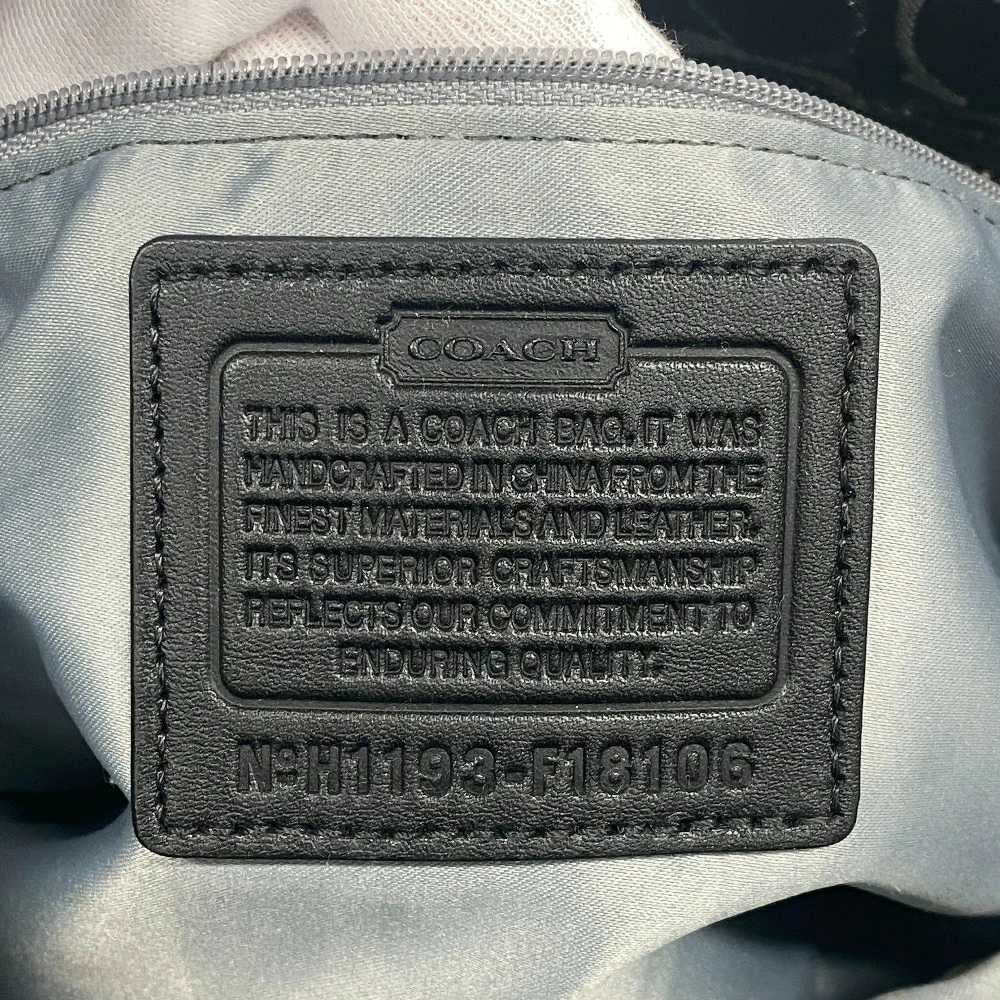 COACH
THIS IS A COACH BAG. IT WAS
HANDCRAFTED IN CHINA FROM THE
FINEST MATERIALS AND LEATHER.
ITS SUPERIOR CRAFTSMANSHIP
REFLECTS OUR COMMITMENT TO
ENDURING QUALITY.
Nº H1193-F18106